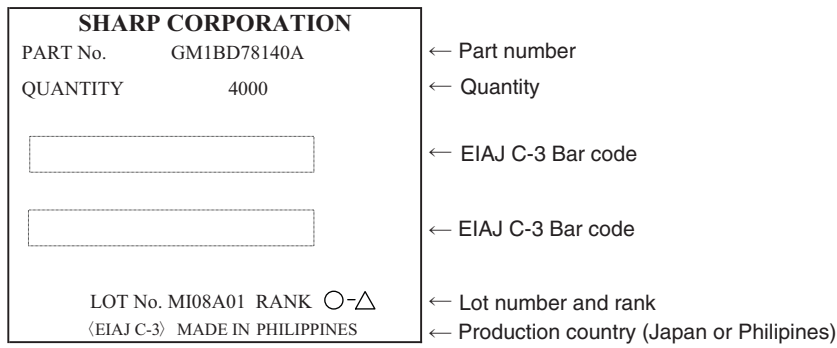 SHARP CORPORATION
PART No. GM1BD78140A ← Part number
QUANTITY 4000 ← Quantity
← EIAJ C-3 Bar code
← EIAJ C-3 Bar code
LOT No. MI08A01 RANK ○-△ ← Lot number and rank
〈EIAJ C-3〉 MADE IN PHILIPPINES ← Production country (Japan or Philipines)